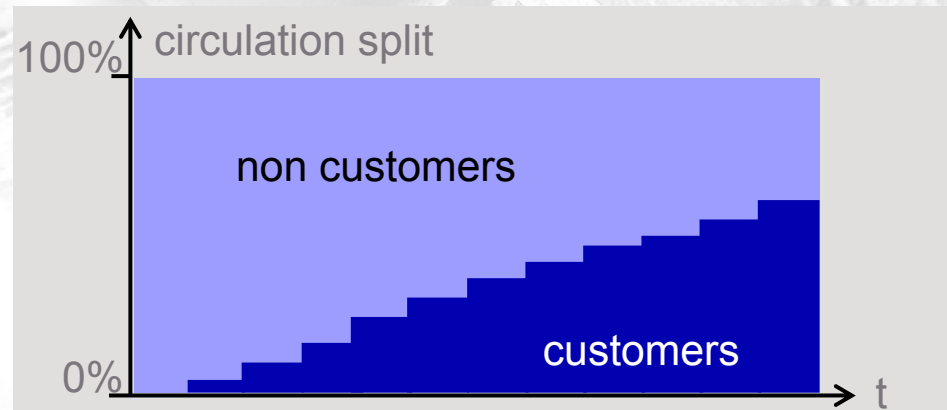 circulation split
100%
non customers
customers
0%
t